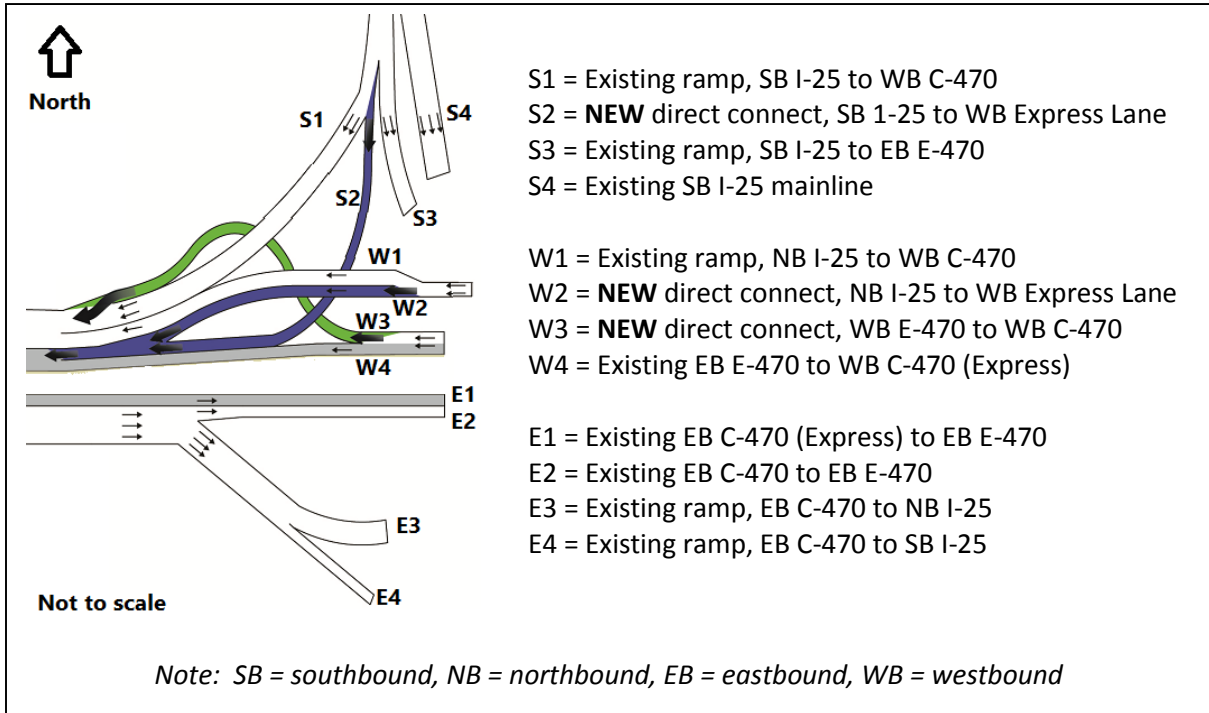 North
S1
S4
S2
S3
W1
W2
W3
W4
E1
E2
E3
E4
Not to scale
S1 = Existing ramp, SB I-25 to WB C-470
S2 = NEW direct connect, SB 1-25 to WB Express Lane
S3 = Existing ramp, SB I-25 to EB E-470
S4 = Existing SB I-25 mainline
W1 = Existing ramp, NB I-25 to WB C-470
W2 = NEW direct connect, NB I-25 to WB Express Lane
W3 = NEW direct connect, WB E-470 to WB C-470
W4 = Existing EB E-470 to WB C-470 (Express)
E1 = Existing EB C-470 (Express) to EB E-470
E2 = Existing EB C-470 to EB E-470
E3 = Existing ramp, EB C-470 to NB I-25
E4 = Existing ramp, EB C-470 to SB I-25
Note: SB = southbound, NB = northbound, EB = eastbound, WB = westbound